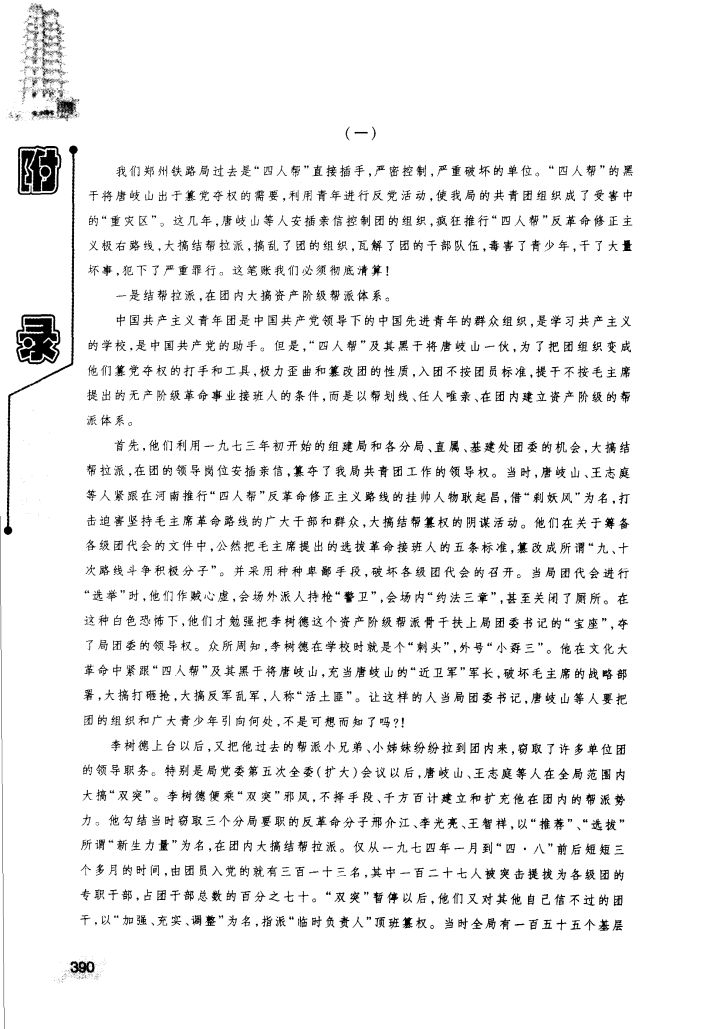 附
录
（一）
我们郑州铁路局过去是“四人帮”直接插手,严密控制,严重破坏的单位。“四人帮”的黑
干将唐岐山出于篡党夺权的需要,利用青年进行反党活动,使我局的共青团组织成了受害中
的“重灾区”。这几年,唐岐山等人安插亲信控制团的组织,疯狂推行“四人帮”反革命修正主
义极右路线,大搞结帮拉派,搞乱了团的组织,瓦解了团的干部队伍,毒害了青少年,干了大量
坏事,犯下了严重罪行。这笔账我们必须彻底清算!
一是结帮拉派,在团内大搞资产阶级帮派体系。
中国共产主义青年团是中国共产党领导下的中国先进青年的群众组织,是学习共产主义
的学校,是中国共产党的助手。但是,“四人帮”及其黑干将唐岐山一伙,为了把团组织变成
他们篡党夺权的打手和工具,极力歪曲和篡改团的性质,入团不按团员标准,提干不按毛主席
提出的无产阶级革命事业接班人的条件,而是以帮划线、任人唯亲、在团内建立资产阶级的帮
派体系。
首先,他们利用一九七三年初开始的组建局和各分局、直属、基建处团委的机会,大搞结
帮拉派,在团的领导岗位安插亲信,篡夺了我局共青团工作的领导权。当时,唐岐山、王志庭
等人紧跟在河南推行“四人帮”反革命修正主义路线的挂帅人物耿起昌,借“刹妖风”为名,打
击迫害坚持毛主席革命路线的广大干部和群众,大搞结帮篡权的阴谋活动。他们在关于筹备
各级团代会的文件中,公然把毛主席提出的选拔革命接班人的五条标准,篡改成所谓“九、十
次路线斗争积极分子”。并采用种种卑鄙手段,破坏各级团代会的召开。当局团代会进行
“选举”时,他们作贼心虚,会场外派人持枪“警卫”,会场内“约法三章”,甚至关闭了厕所。在
这种白色恐怖下,他们才勉强把李树德这个资产阶级帮派骨干扶上局团委书记的“宝座”,夺
了局团委的领导权。众所周知,李树德在学校时就是个“刺头”,外号“小舜三”。他在文化大
革命中紧跟“四人帮”及其黑干将唐岐山,充当唐岐山的“近卫军”军长,破坏毛主席的战略部
署,大搞打砸抢,大搞反军乱军,人称“活土匪”。让这样的人当局团委书记,唐岐山等人要把
团的组织和广大青少年引向何处,不是可想而知了吗?!
李树德上台以后,又把他过去的帮派小兄弟、小姊妹纷纷拉到团内来,窃取了许多单位团
的领导职务。特别是局党委第五次全委(扩大)会议以后,唐岐山、王志庭等人在全局范围内
大搞“双突”。李树德便乘“双突”邪风,不择手段、千方百计建立和扩充他在团内的帮派势
力。他勾结当时窃取三个分局要职的反革命分子邢介江、李光亮、王智祥,以“推荐”、“选拔”
所谓“新生力量”为名,在团内大搞结帮拉派。仅从一九七四年一月到“四·八”前后短短三
个多月的时间,由团员入党的就有三百一十三名,其中一百二十七人被突击提拔为各级团的
专职干部,占团干部总数的百分之七十。“双突”暂停以后,他们又对其他自己信不过的团
干,以“加强、充实、调整”为名,指派“临时负责人”顶班篡权。当时全局有一百五十五个基层
390